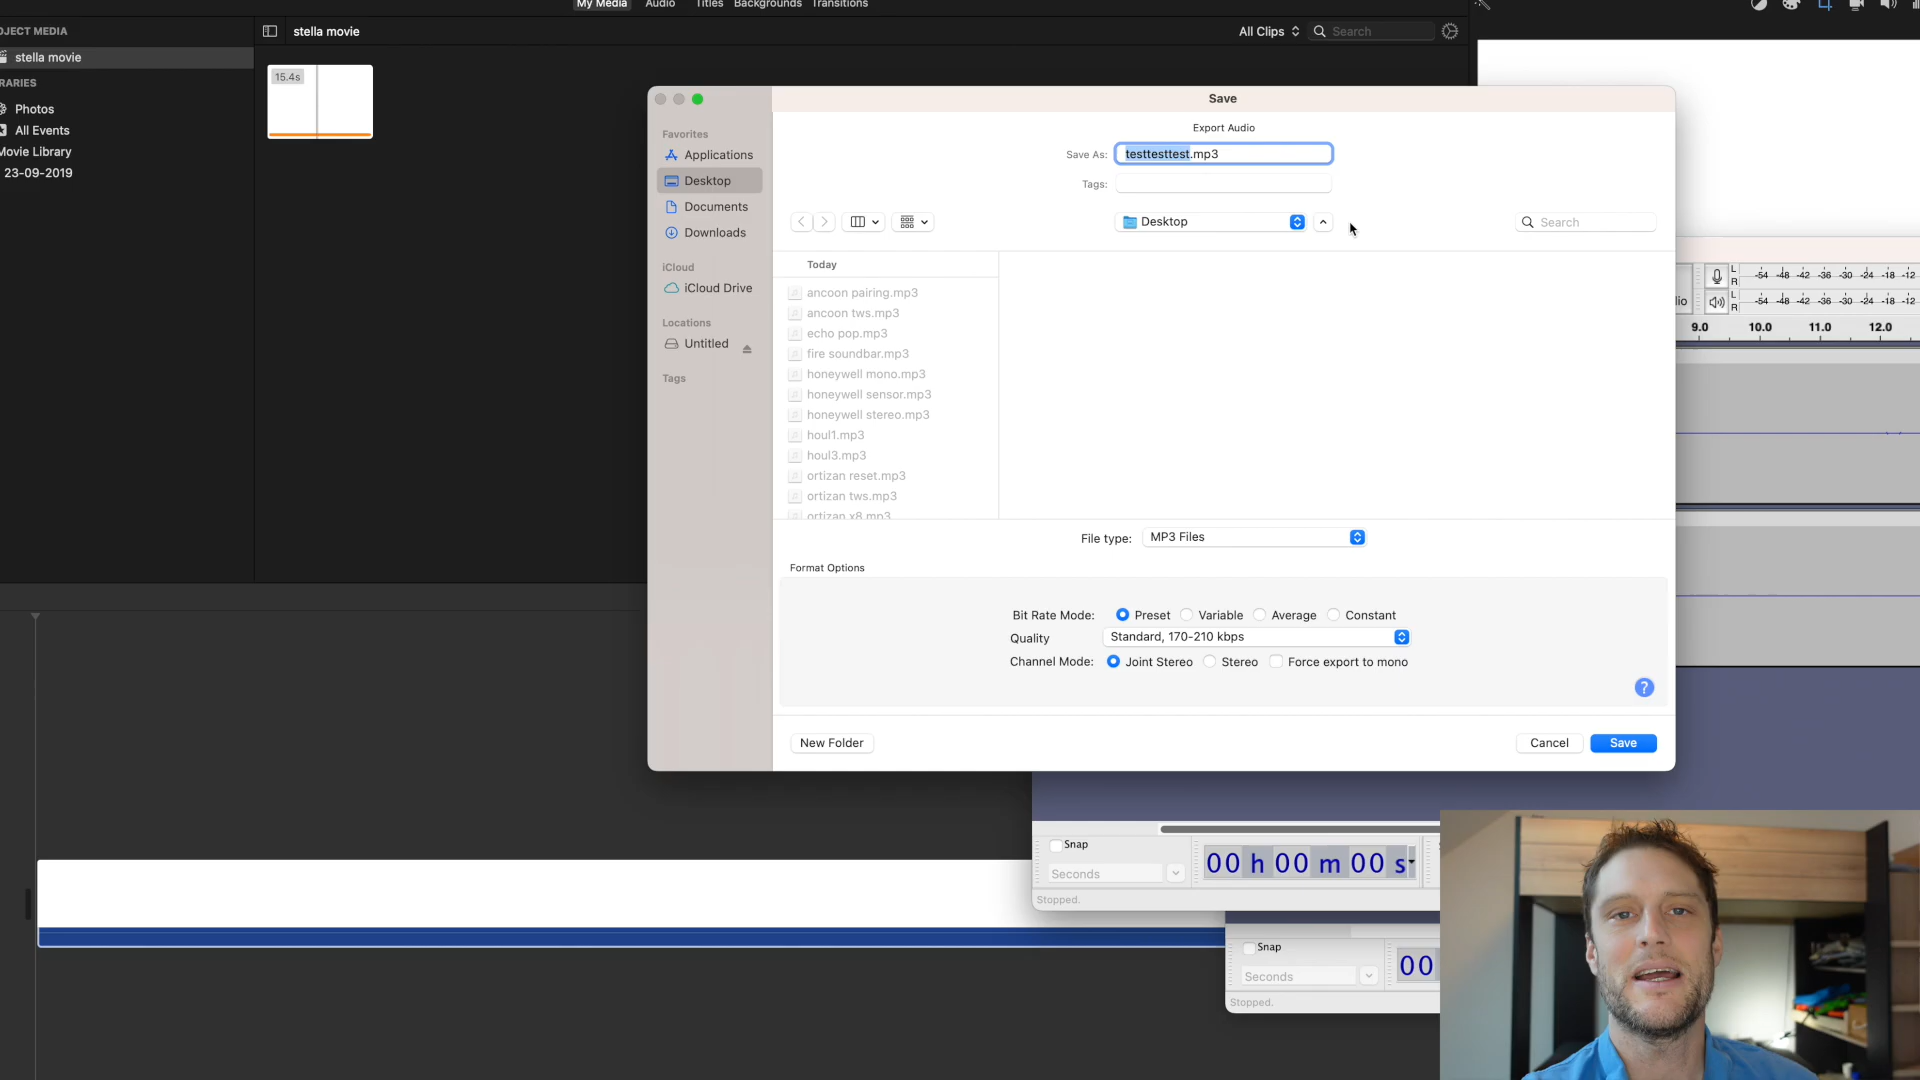 My Media Audio Titles Backgrounds Transitions
OJECT MEDIA
stella movie
RARIES
Photos
All Events
Movie Library
23-09-2019
stella movie
All Clips
Search
15.4s
Save
Favorites
Applications
Desktop
Documents
Downloads
iCloud
iCloud Drive
Locations
Untitled
Tags
Export Audio
Save As: testtesttest.mp3
Tags:
Desktop
Search
Today
ancoon pairing.mp3
ancoon tws.mp3
echo pop.mp3
fire soundbar.mp3
honeywell mono.mp3
honeywell sensor.mp3
honeywell stereo.mp3
houl1.mp3
houl3.mp3
ortizan reset.mp3
ortizan tws.mp3
ortizan x8.mp3
File type: MP3 Files
Format Options
Bit Rate Mode: Preset Variable Average Constant
Quality Standard, 170-210 kbps
Channel Mode: Joint Stereo Stereo Force export to mono
?
New Folder
Cancel Save
L
R
-54 -48 -42 -36 -30 -24 -18 -12
dio
L
R
-54 -48 -42 -36 -30 -24 -18 -12
9.0 10.0 11.0 12.0
Snap
Seconds
00 h 00 m 00 s
Stopped.
Snap
Seconds
00
Stopped.